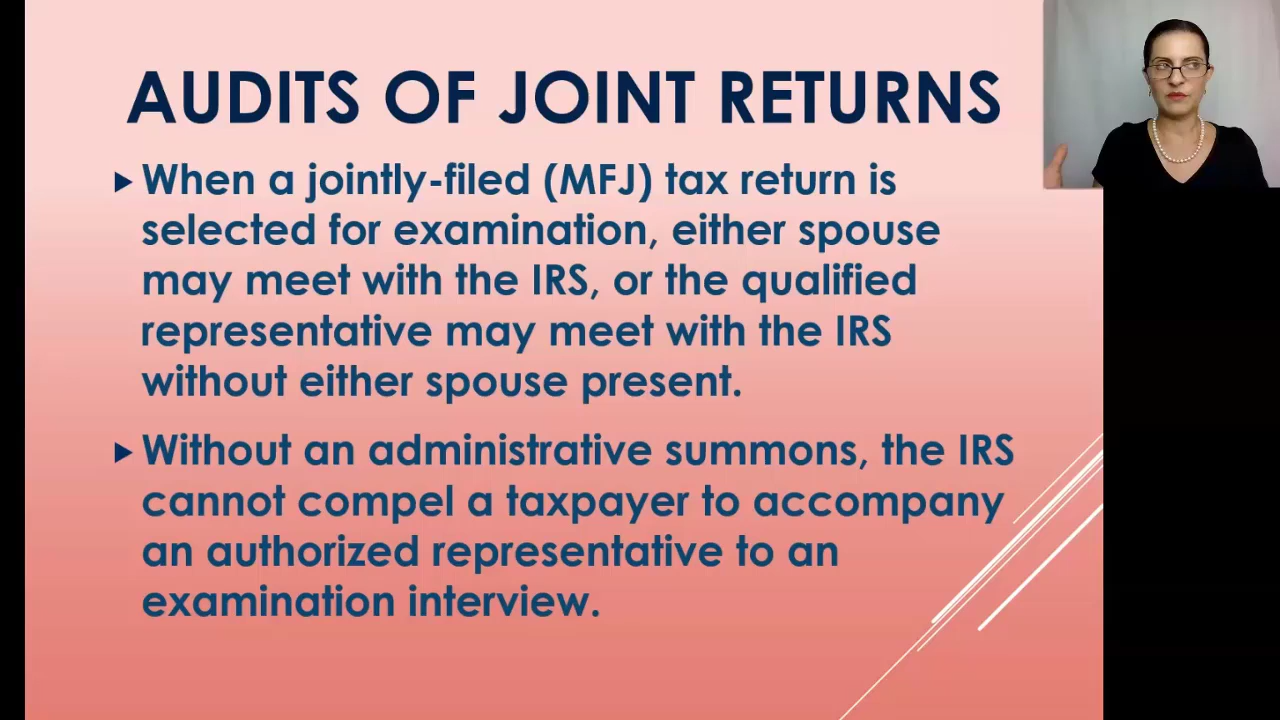 AUDITS OF JOINT RETURNS
When a jointly-filed (MFJ) tax return is
selected for examination, either spouse
may meet with the IRS, or the qualified
representative may meet with the IRS
without either spouse present.
Without an administrative summons, the IRS
cannot compel a taxpayer to accompany
an authorized representative to an
examination interview.